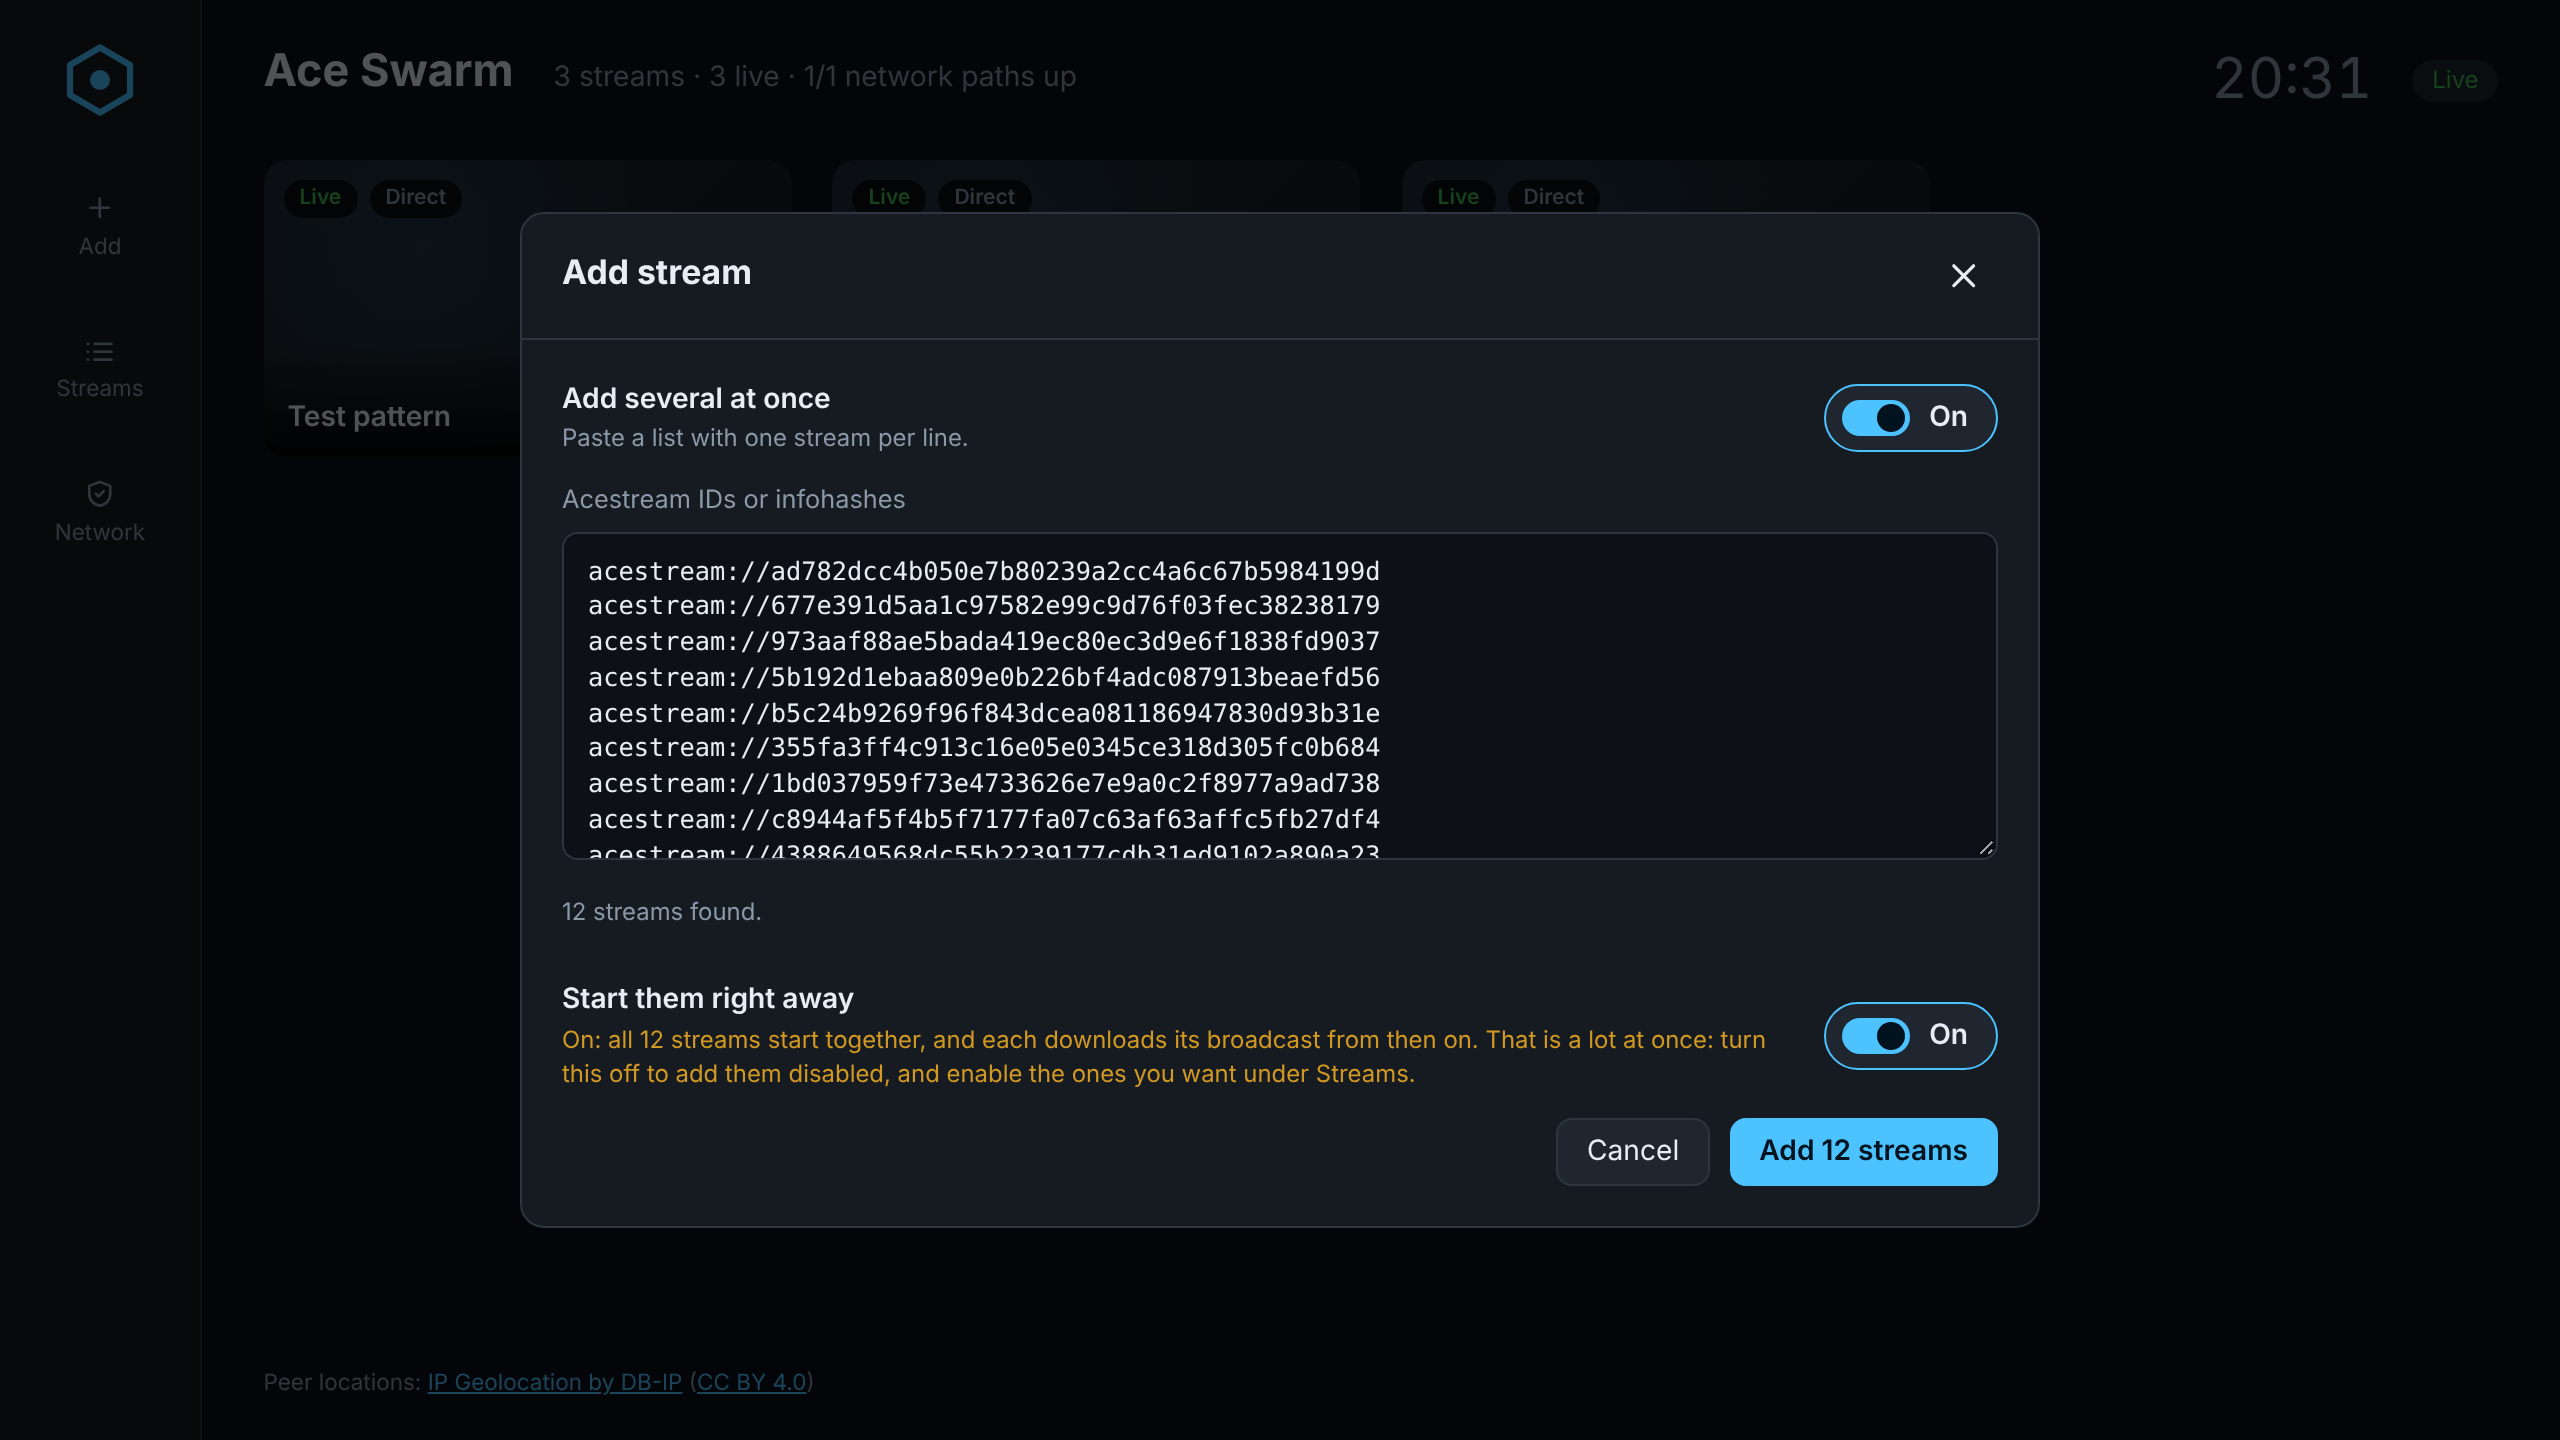 Ace Swarm
3 streams · 3 live · 1/1 network paths up
20:31
Live
Add
Streams
Network
Live
Direct
Live
Direct
Live
Direct
Test pattern
Add stream
Add several at once
Paste a list with one stream per line.
On
Acestream IDs or infohashes
acestream://ad782dcc4b050e7b80239a2cc4a6c67b5984199d
acestream://677e391d5aa1c97582e99c9d76f03fec38238179
acestream://973aaf88ae5bada419ec80ec3d9e6f1838fd9037
acestream://5b192d1ebaa809e0b226bf4adc087913beaefd56
acestream://b5c24b9269f96f843dcea081186947830d93b31e
acestream://355fa3ff4c913c16e05e0345ce318d305fc0b684
acestream://1bd037959f73e4733626e7e9a0c2f8977a9ad738
acestream://c8944af5f4b5f7177fa07c63af63affc5fb27df4
acestream://4388649568dc55b2239177cdb31ed9102a890a23
12 streams found.
Start them right away
On: all 12 streams start together, and each downloads its broadcast from then on. That is a lot at once: turn
this off to add them disabled, and enable the ones you want under Streams.
On
Cancel
Add 12 streams
Peer locations: IP Geolocation by DB-IP (CC BY 4.0)